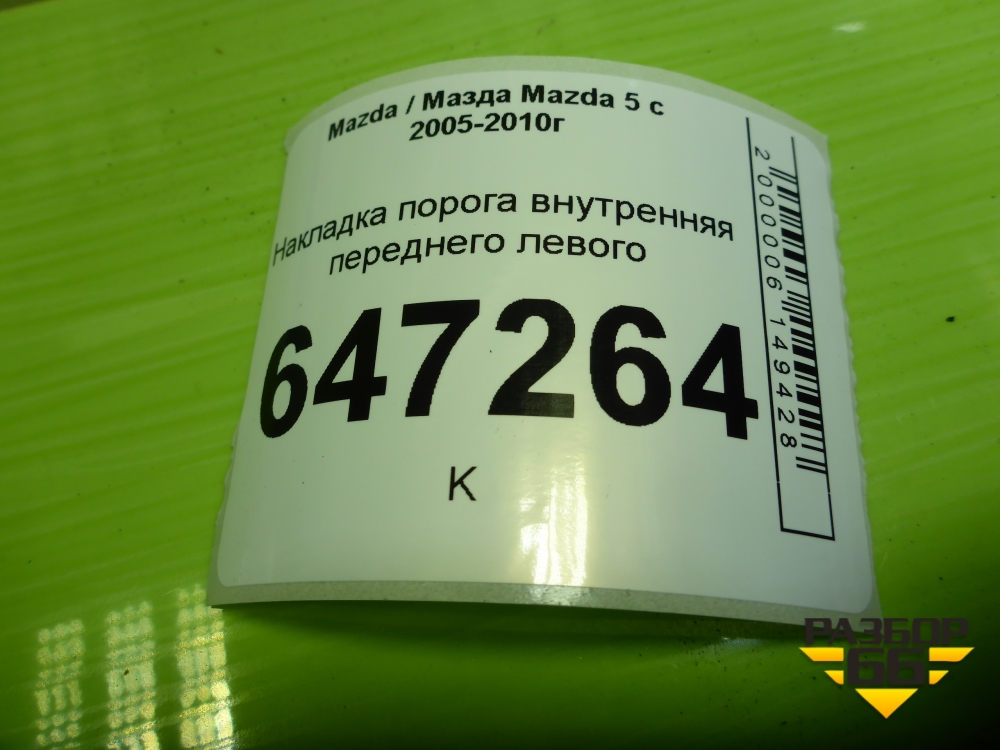 Mazda / Мазда Mazda 5 с
2005-2010г
Накладка порога внутренняя
переднего левого
647264
К
2000006149428
РАЗБОР
66